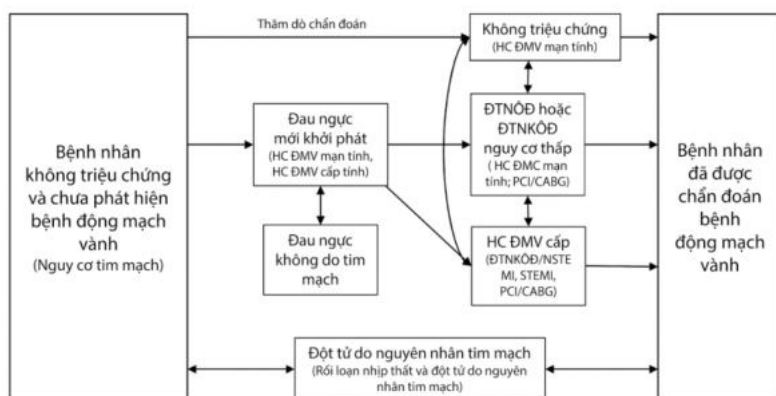 Bệnh nhân
không triệu chứng
và chưa phát hiện
bệnh động mạch
vành
(Nguy cơ tim mạch)
Thăm dò chẩn đoán
Đau ngực
mới khởi phát
(HC ĐMV mạn tính,
HC ĐMV cấp tính)
Đau ngực
không do tim
mạch
Không triệu chứng
(HC ĐMV mạn tính)
ĐTNÔĐ hoặc
ĐTNKÔĐ
nguy cơ thấp
( HC ĐMC mạn
tính; PCI/CABG)
HC ĐMV cấp
(ĐTNKÔĐ/NSTE
MI, STEMI,
PCI/CABG)
Đột tử do nguyên nhân tim mạch
(Rối loạn nhịp thất và đột tử do nguyên
nhân tim mạch)
Bệnh nhân
đã được
chẩn đoán
bệnh
động mạch
vành